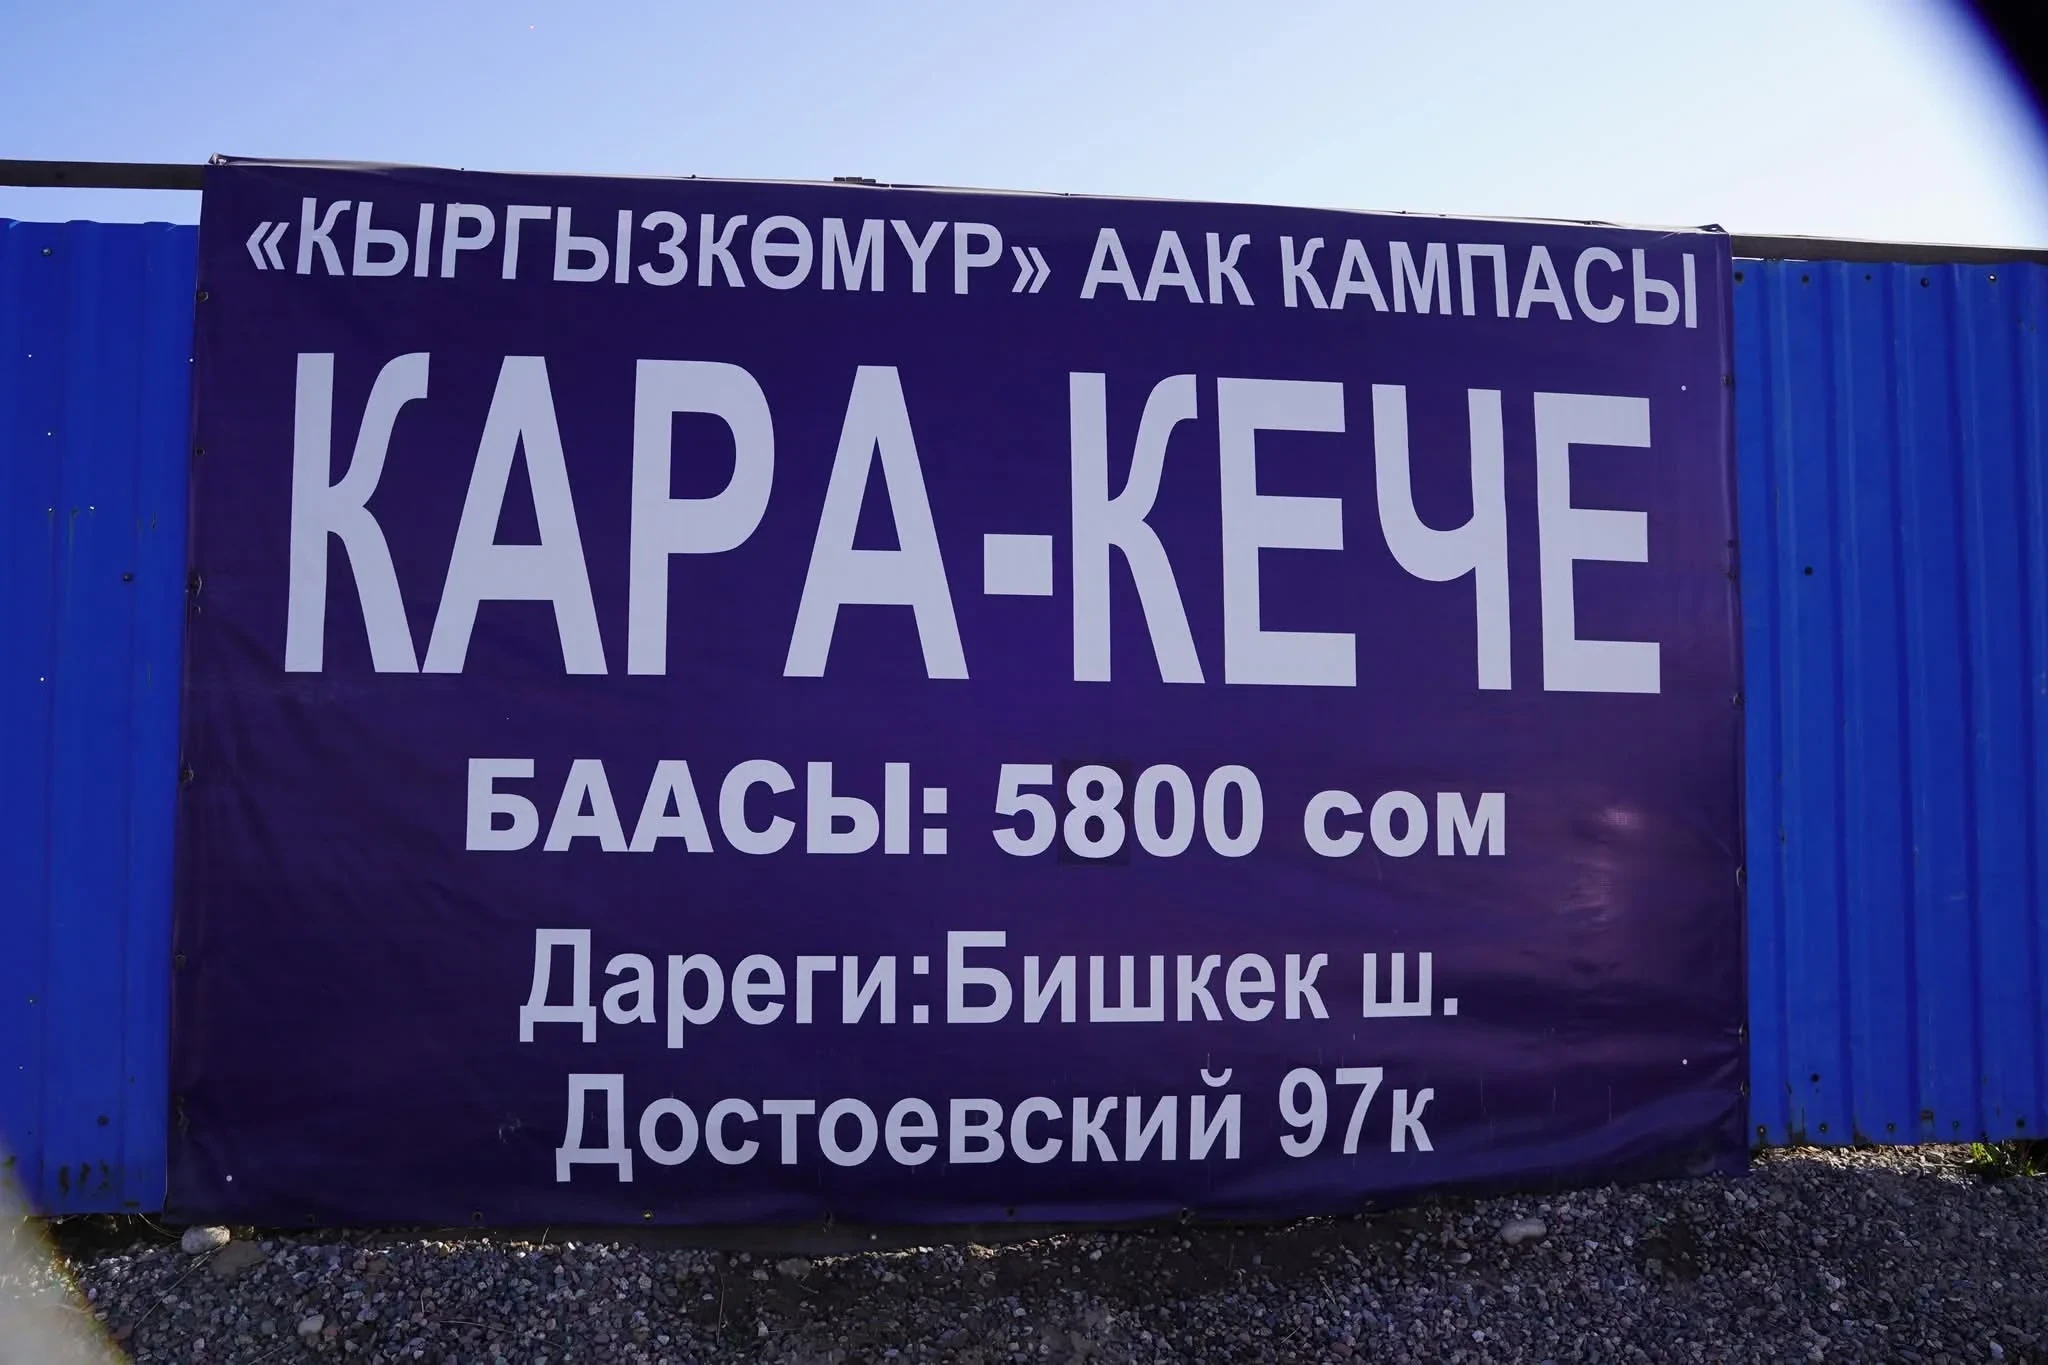 «КЫРГЫЗКӨМҮР» ААК КАМПАСЫ
КАРА-КЕЧЕ
БААСЫ: 5800 сом
Дареги:Бишкек ш.
Достоевский 97к